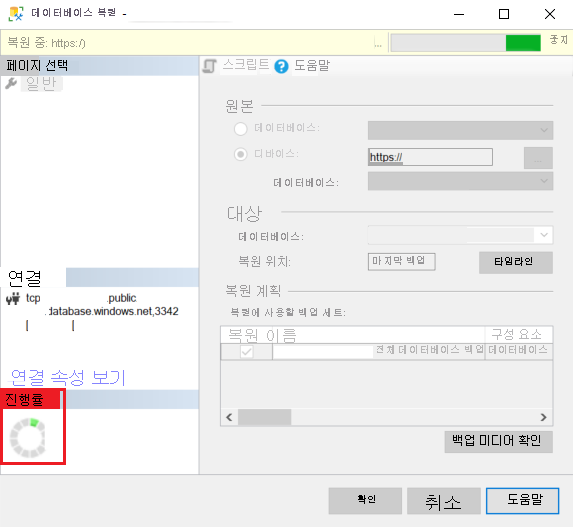 데이터베이스 복원 -
복원 중: https:/)
... 중지
페이지 선택
일반
스크립트 도움말
원본
데이터베이스:
디바이스: https:// ...
데이터베이스:
대상
데이터베이스:
복원 위치: 마지막 백업 타임라인
복원 계획
복원에 사용할 백업 세트:
복원 이름 구성 요소
전체 데이터베이스 백업 데이터베이스
백업 미디어 확인
연결
tcp .public
.database.windows.net,3342
[ [
연결 속성 보기
진행률
확인 취소 도움말